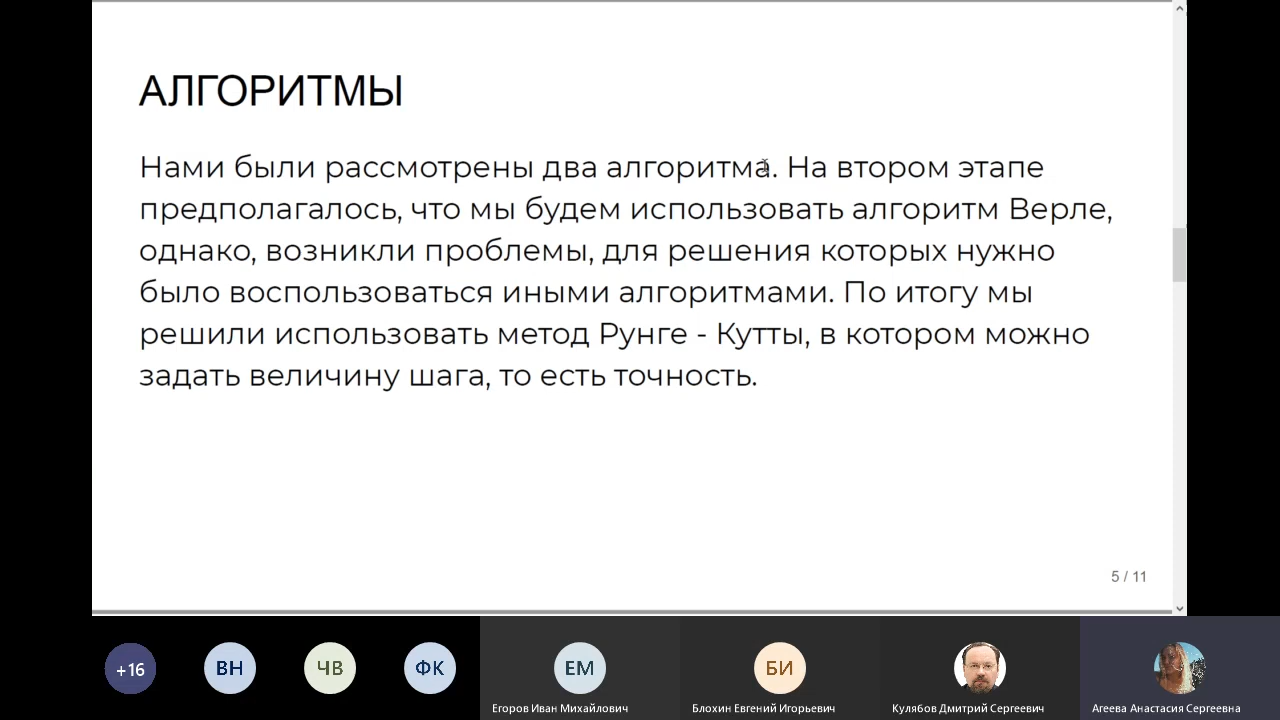 АЛГОРИТМЫ
Нами были рассмотрены два алгоритма. На втором этапе
предполагалось, что мы будем использовать алгоритм Верле,
однако, возникли проблемы, для решения которых нужно
было воспользоваться иными алгоритмами. По итогу мы
решили использовать метод Рунге - Кутты, в котором можно
задать величину шага, то есть точность.
5 / 11
+16
ВН
ЧВ
ФК
ЕМ
БИ
Егоров Иван Михайлович
Блохин Евгений Игорьевич
Кулябов Дмитрий Сергеевич
Агеева Анастасия Сергеевна